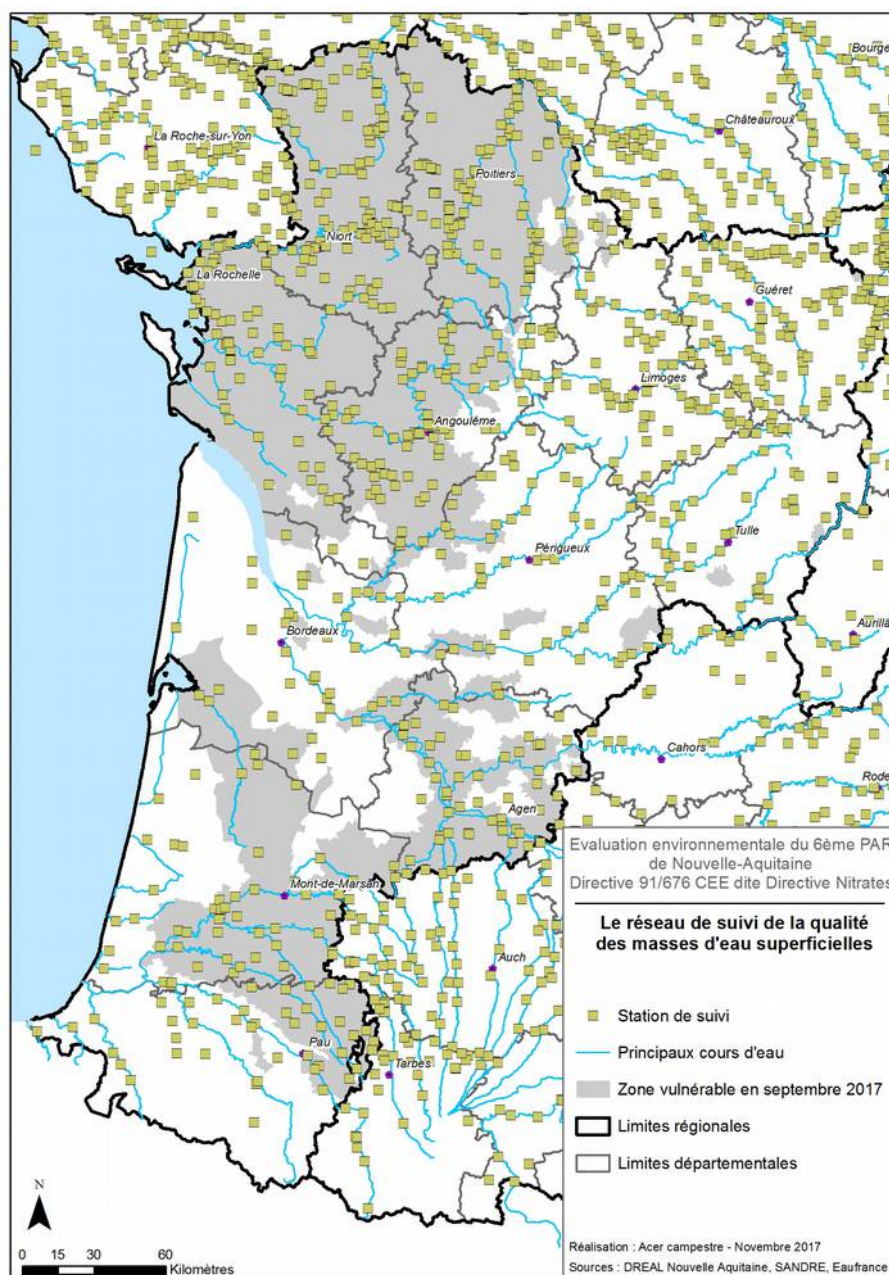 Bourge
La Roche-sur-Yon
Châteauroux
Poitiers
Niort
La Rochelle
Guéret
Limoges
Angoulême
Périgueux
Tulle
Bordeaux
Aurilla
Cahors
Rode
Agen
Mont-de-Marsan
Auch
Pau
Tarbes
Evaluation environnementale du 6ème PAR
de Nouvelle-Aquitaine
Directive 91/676 CEE dite Directive Nitrates
Le réseau de suivi de la qualité
des masses d'eau superficielles
Station de suivi
Principaux cours d'eau
Zone vulnérable en septembre 2017
Limites régionales
Limites départementales
N
0 15 30 60
Kilomètres
Réalisation : Acer campestre - Novembre 2017
Sources : DREAL Nouvelle Aquitaine, SANDRE, Eaufrance